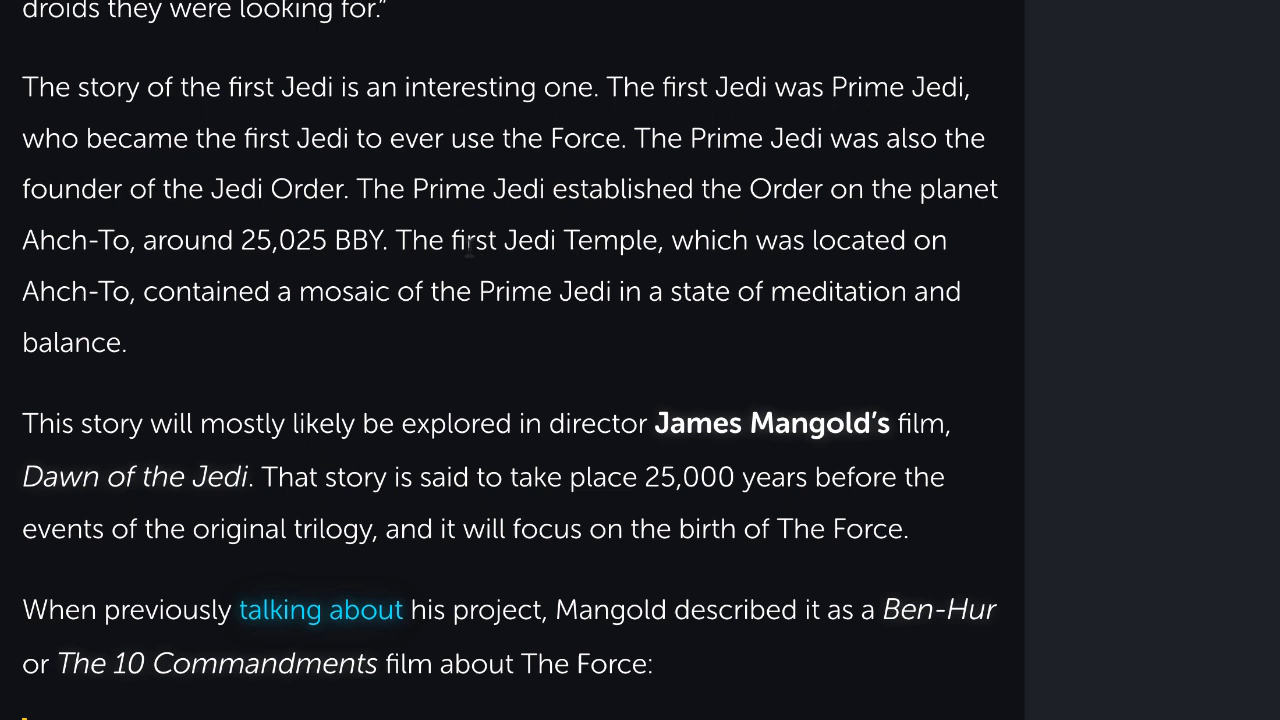 droids they were looking for.”
The story of the first Jedi is an interesting one. The first Jedi was Prime Jedi,
who became the first Jedi to ever use the Force. The Prime Jedi was also the
founder of the Jedi Order. The Prime Jedi established the Order on the planet
Ahch-To, around 25,025 BBY. The first Jedi Temple, which was located on
Ahch-To, contained a mosaic of the Prime Jedi in a state of meditation and
balance.
This story will mostly likely be explored in director James Mangold’s film,
Dawn of the Jedi. That story is said to take place 25,000 years before the
events of the original trilogy, and it will focus on the birth of The Force.
When previously talking about his project, Mangold described it as a Ben-Hur
or The 10 Commandments film about The Force: